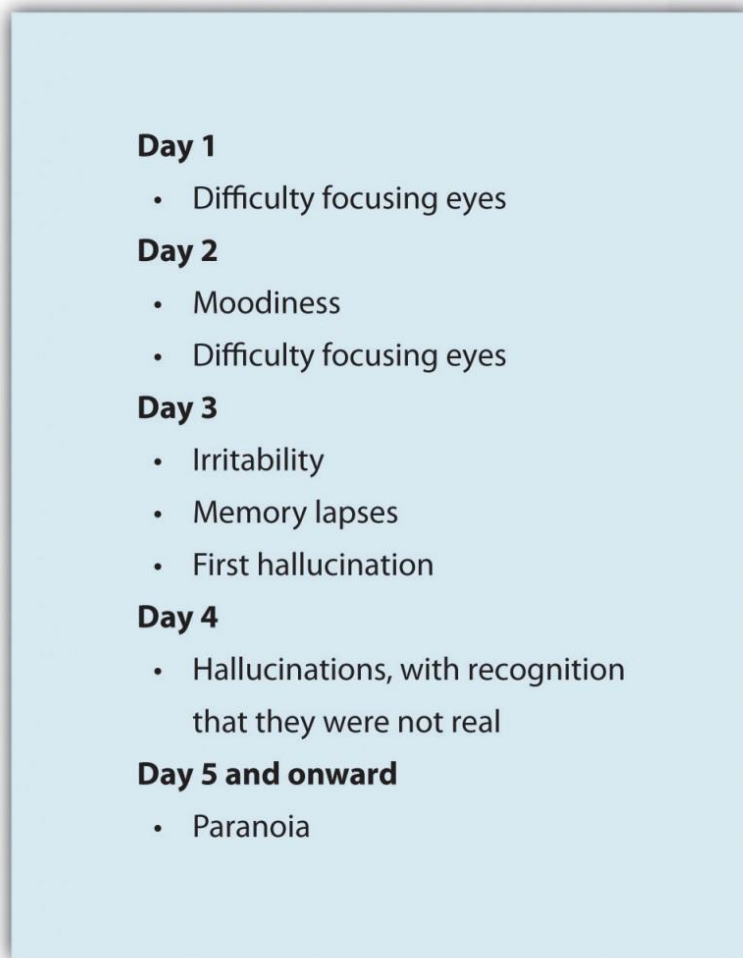 Day 1
• Difficulty focusing eyes
Day 2
• Moodiness
• Difficulty focusing eyes
Day 3
• Irritability
• Memory lapses
• First hallucination
Day 4
• Hallucinations, with recognition
that they were not real
Day 5 and onward
• Paranoia